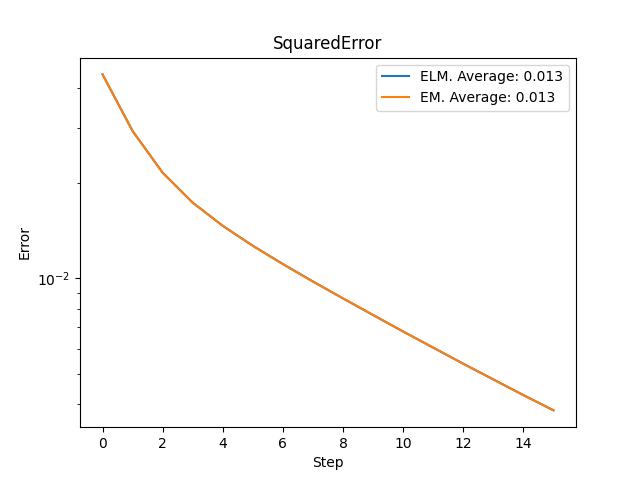 SquaredError
ELM. Average: 0.013
EM. Average: 0.013
Error
10⁻²
0 2 4 6 8 10 12 14
Step